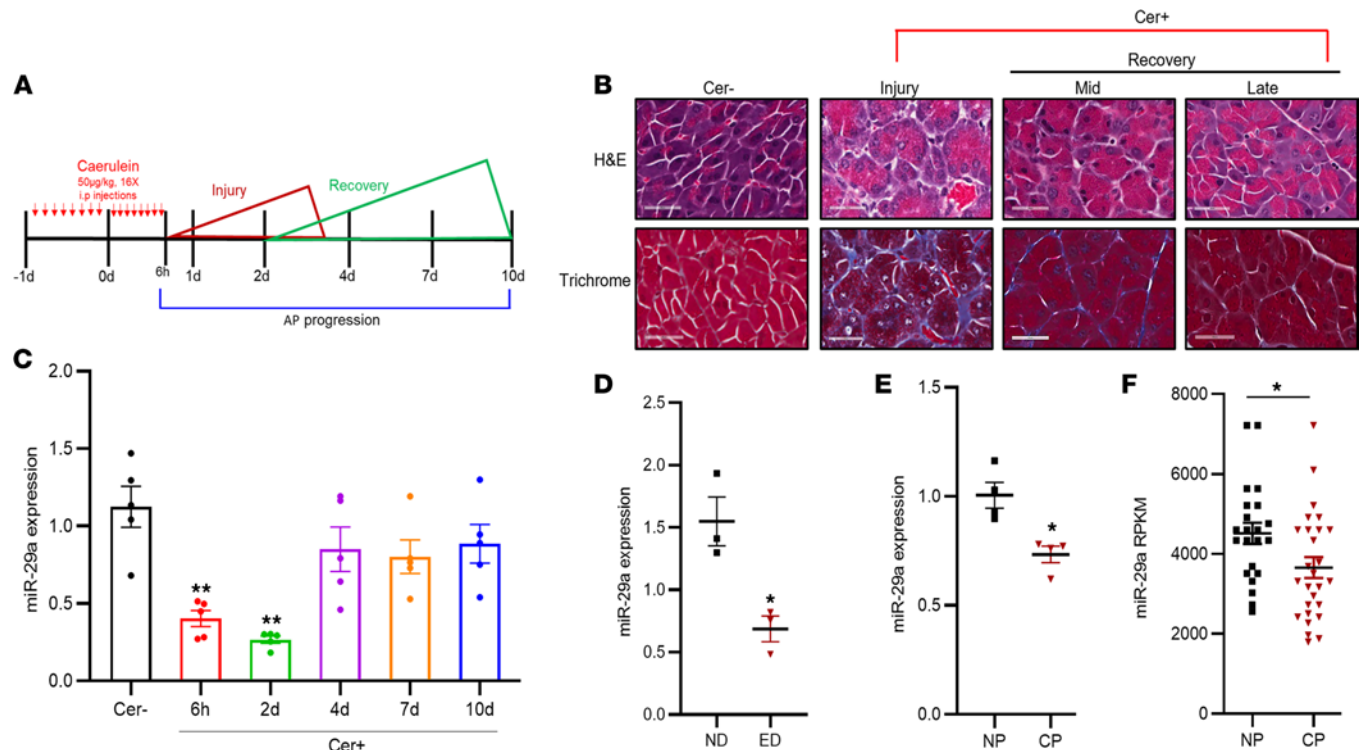 A
Caerulein
50µg/kg, 16X
i.p injections
Injury
Recovery
-1d
0d
6h
1d
2d
4d
7d
10d
AP progression
B
Cer+
Recovery
Cer-
Injury
Mid
Late
H&E
Trichrome
C
miR-29a expression
2.0
1.5
1.0
0.5
0.0
**
**
Cer-
6h
2d
4d
7d
10d
Cer+
D
miR-29a expression
2.5
2.0
1.5
1.0
0.5
0.0
*
ND
ED
E
miR-29a expression
1.5
1.0
0.5
0.0
*
NP
CP
F
miR-29a RPKM
8000
6000
4000
2000
0
*
NP
CP